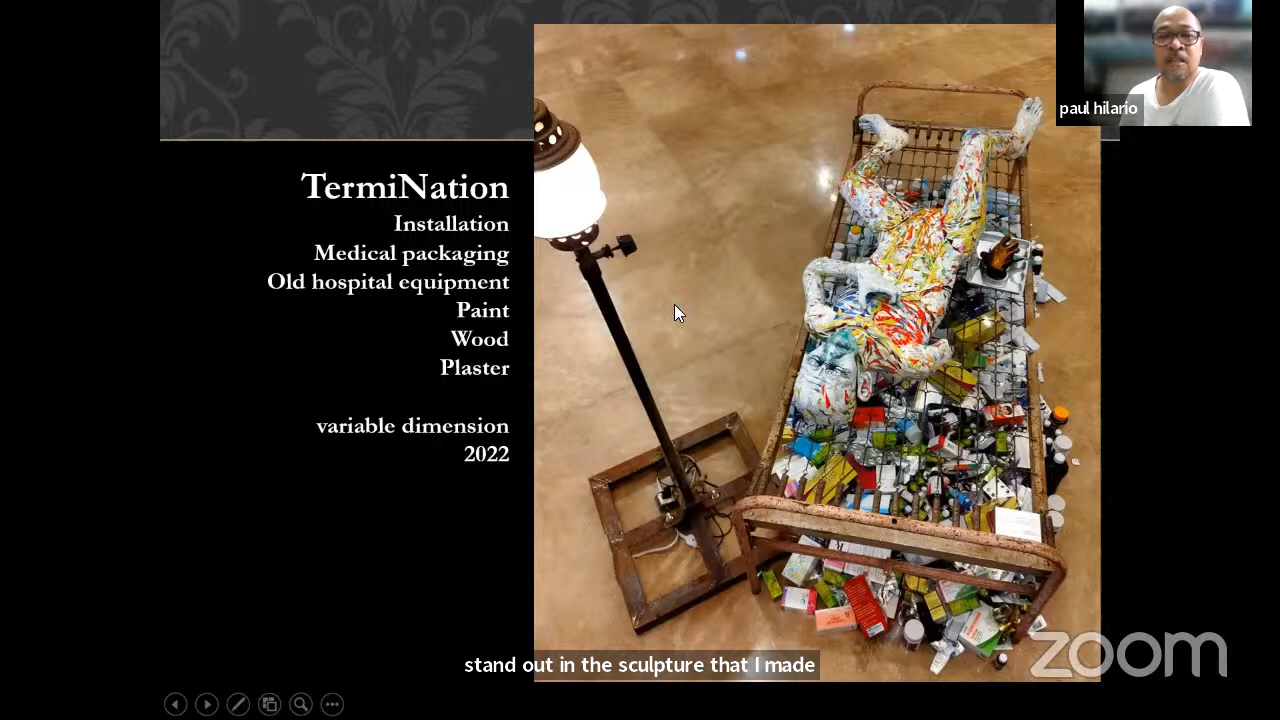 paul hilario
TermiNation
Installation
Medical packaging
Old hospital equipment
Paint
Wood
Plaster
variable dimension
2022
stand out in the sculpture that I made
zoom